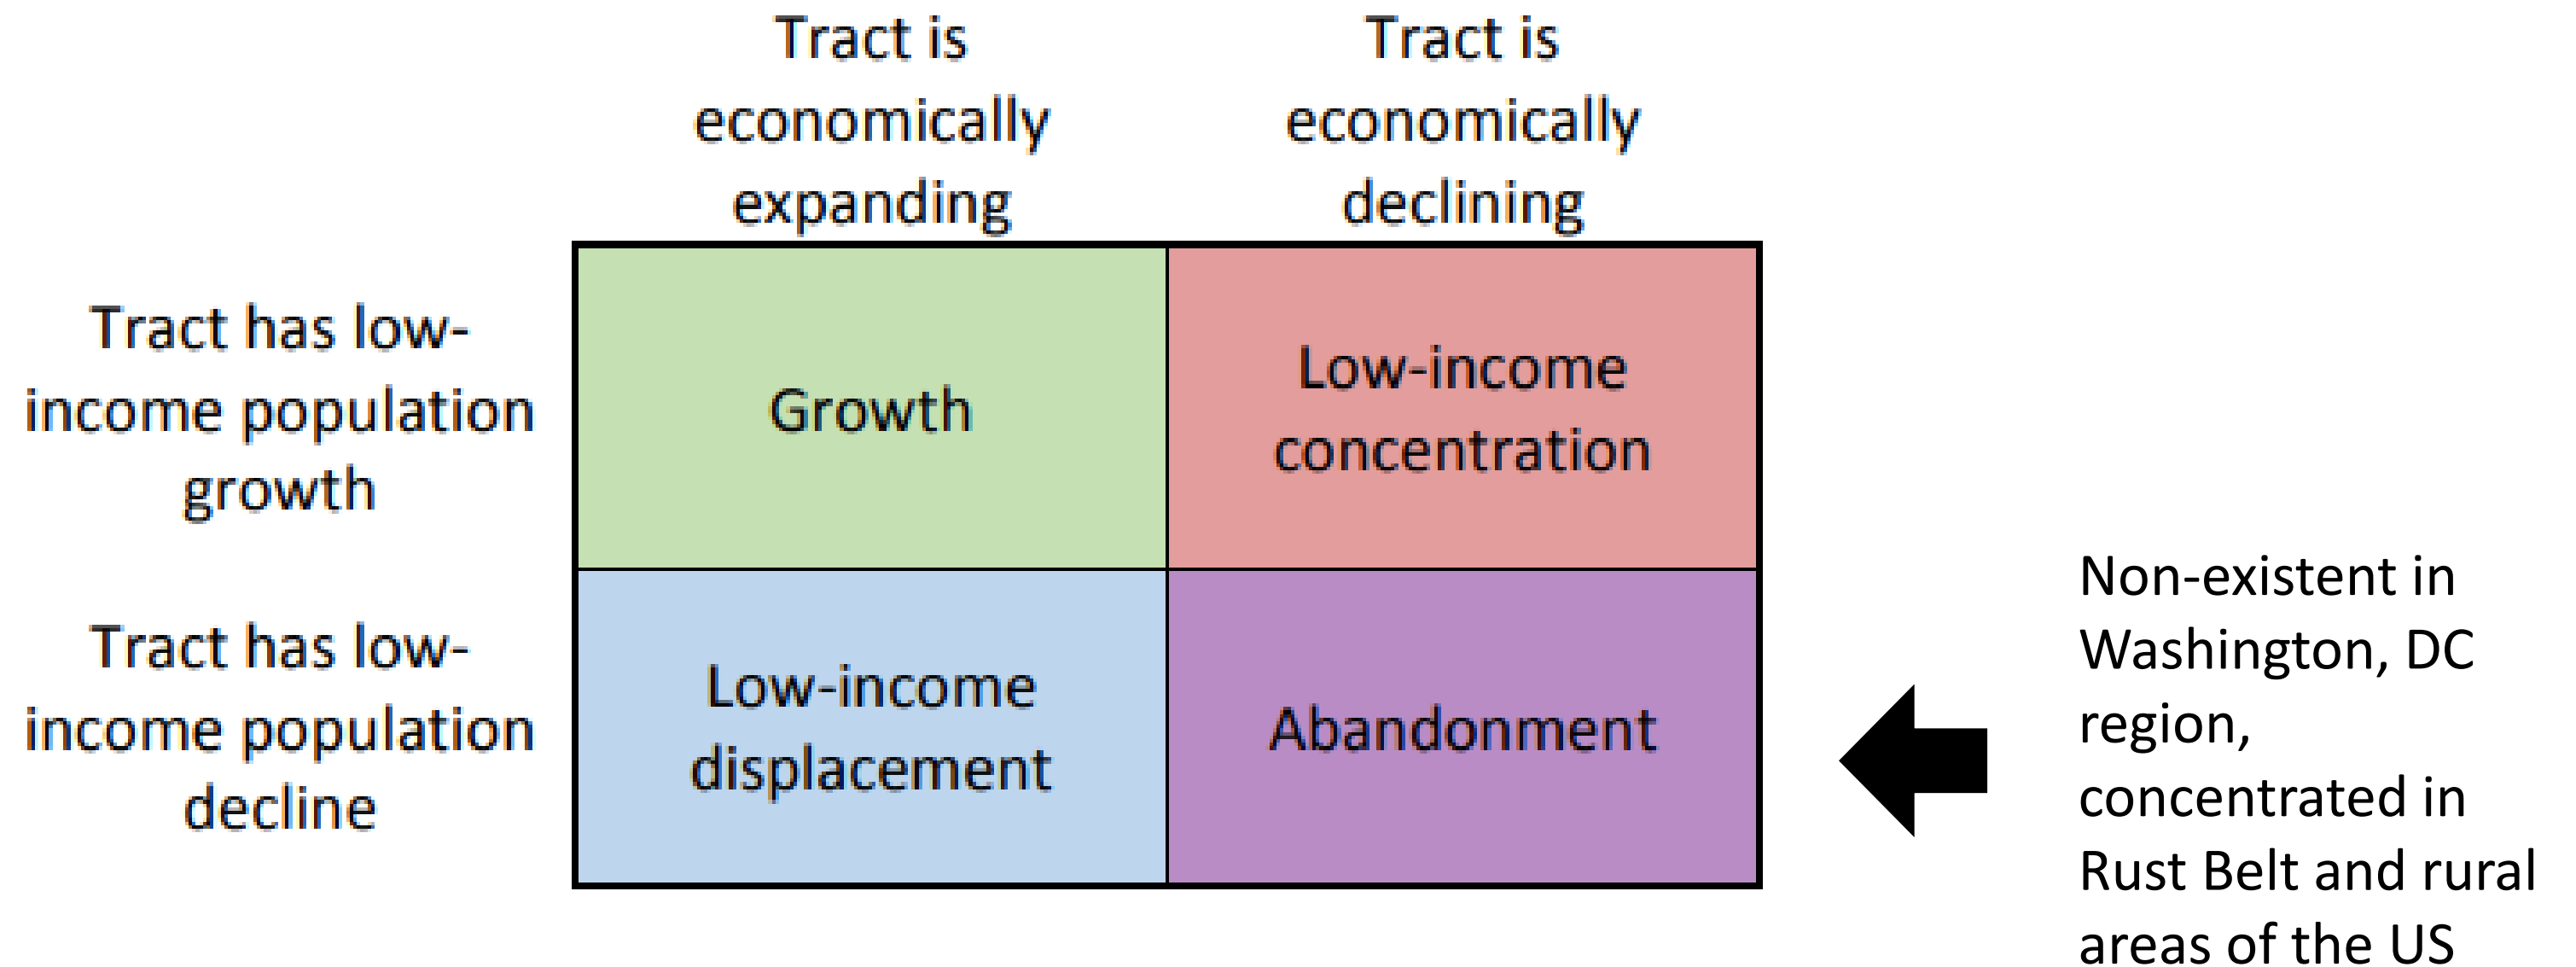 Tract is
economically
expanding
Tract is
economically
declining
Tract has low-
income population
growth
Growth
Low-income
concentration
Tract has low-
income population
decline
Low-income
displacement
Abandonment
Non-existent in
Washington, DC
region,
concentrated in
Rust Belt and rural
areas of the US